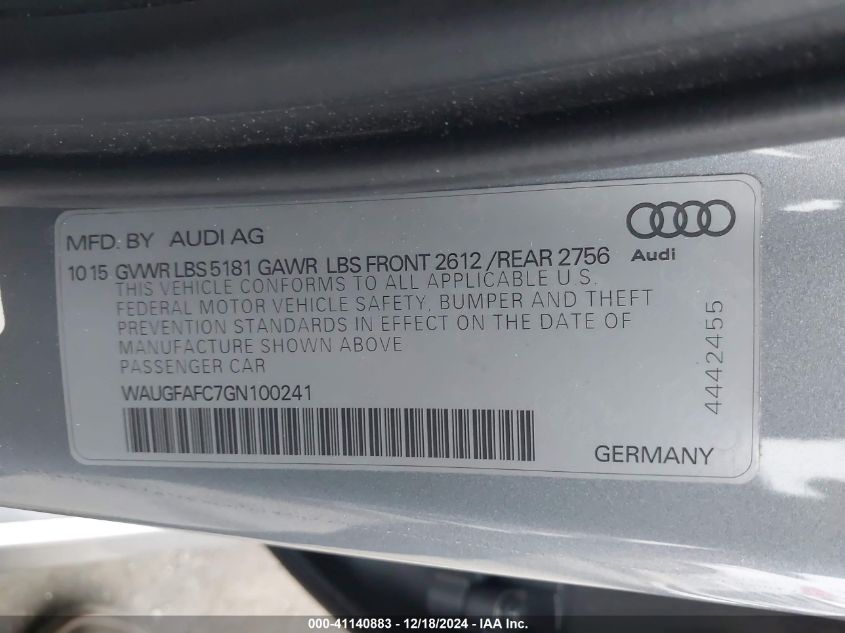 MFD. BY AUDI AG
Audi
10 15 GVWR LBS 5181 GAWR LBS FRONT 2612 /REAR 2756
THIS VEHICLE CONFORMS TO ALL APPLICABLE U.S.
FEDERAL MOTOR VEHICLE SAFETY, BUMPER AND THEFT
PREVENTION STANDARDS IN EFFECT ON THE DATE OF
MANUFACTURE SHOWN ABOVE
PASSENGER CAR
WAUGFAFC7GN100241
4442455
GERMANY
000-41140883 - 12/18/2024 - IAA Inc.